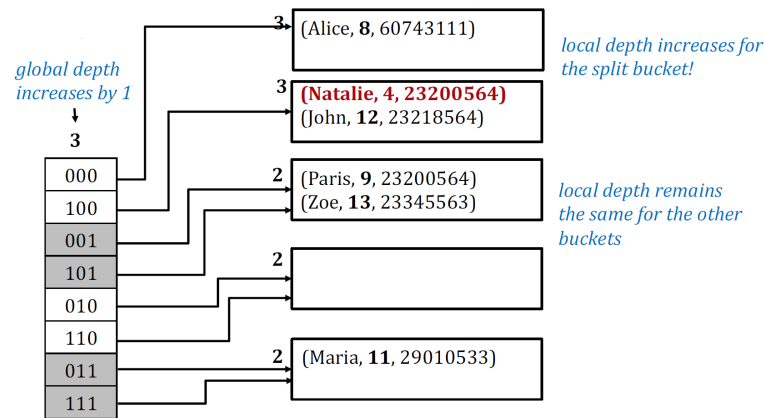 3
(Alice, 8, 60743111)
local depth increases for
the split bucket!
global depth
increases by 1
3
3
(Natalie, 4, 23200564)
(John, 12, 23218564)
000
100
001
101
010
110
011
111
2
(Paris, 9, 23200564)
(Zoe, 13, 23345563)
local depth remains
the same for the other
buckets
2
2
(Maria, 11, 29010533)